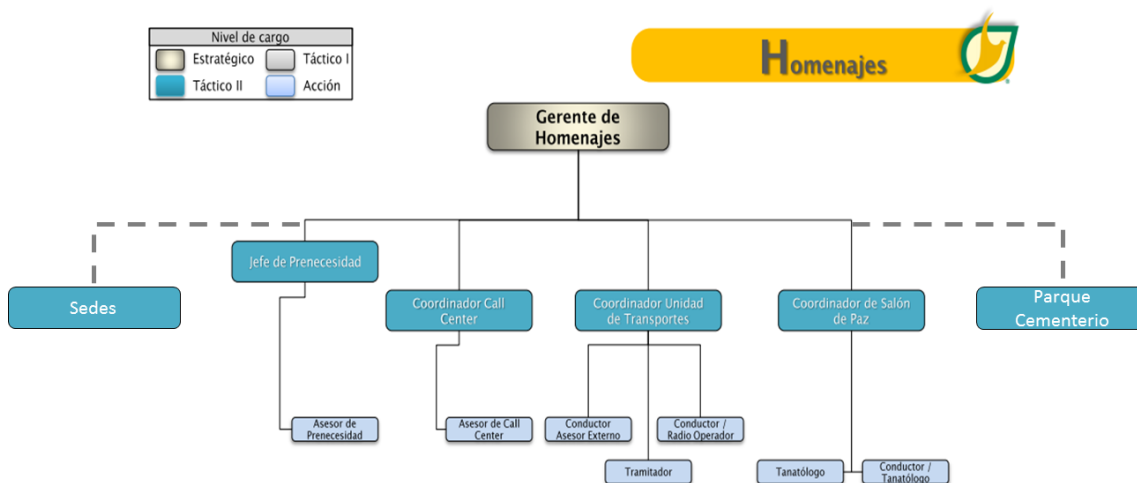 Nivel de cargo
Estratégico
Táctico I
Táctico II
Acción
Homenajes
®
Gerente de
Homenajes
Jefe de Prenecesidad
Sedes
Coordinador Call
Center
Coordinador Unidad
de Transportes
Coordinador de Salón
de Paz
Parque
Cementerio
Asesor de
Prenecesidad
Asesor de Call
Center
Conductor
Asesor Externo
Conductor /
Radio Operador
Tramitador
Tanatólogo
Conductor /
Tanatólogo